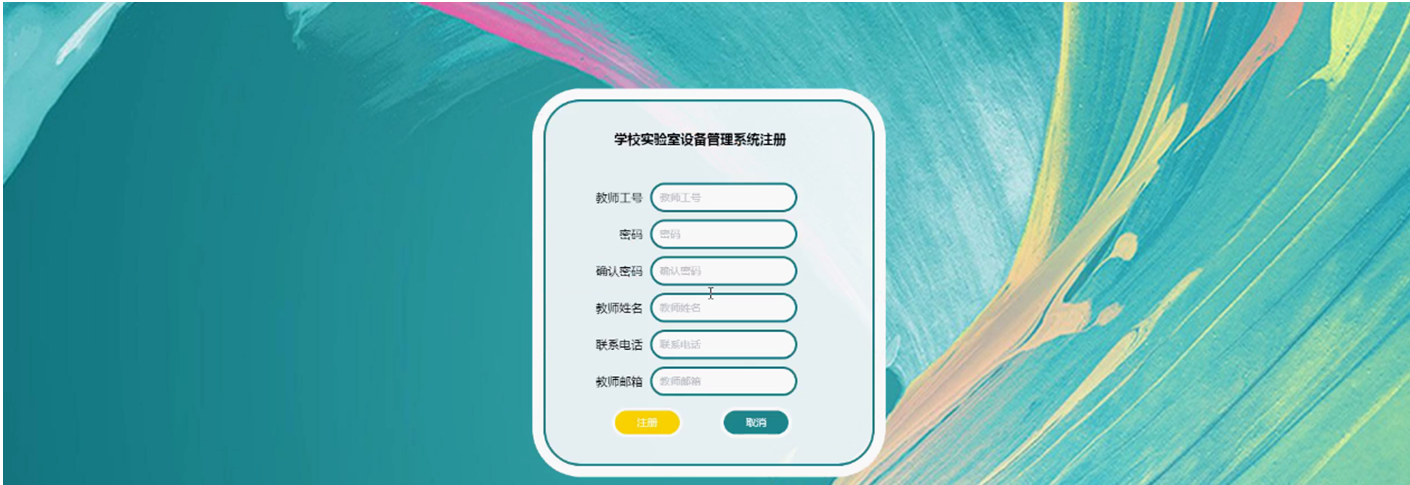 学校实验室设备管理系统注册
教师工号 教师工号
密码 密码
确认密码 确认密码
教师姓名 教师姓名
联系电话 联系电话
教师邮箱 教师邮箱
注册 取消